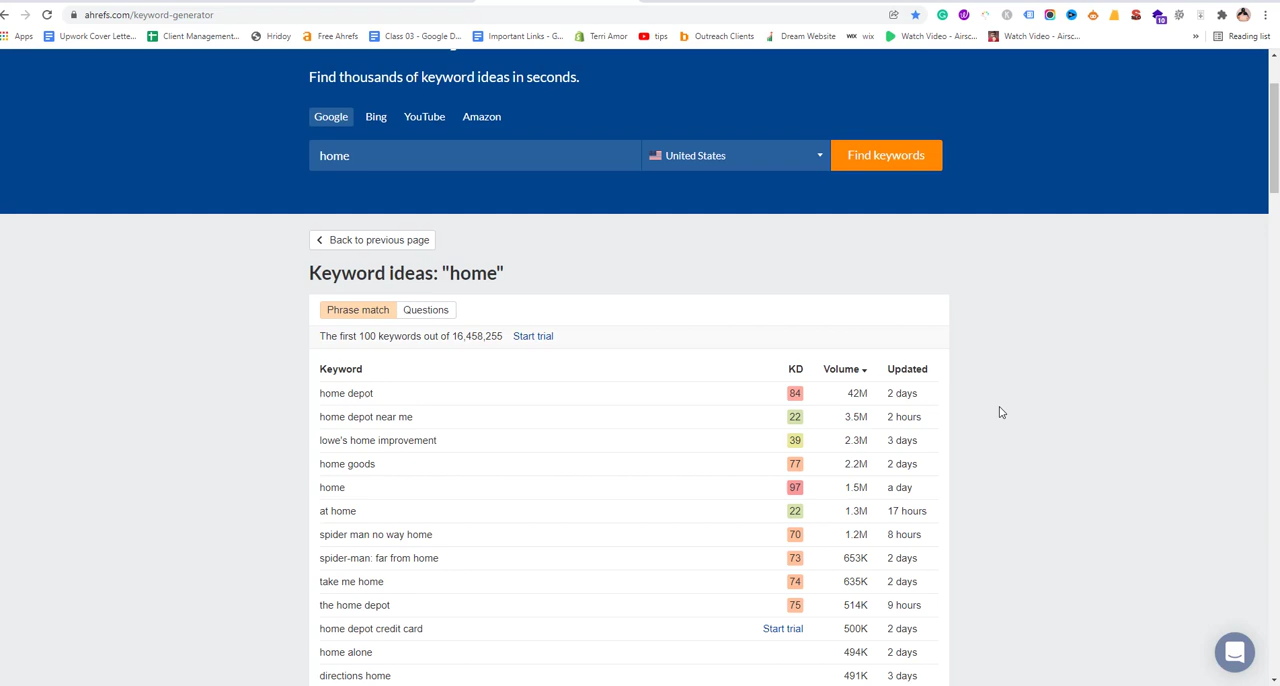 ahrefs.com/keyword-generator
Apps Upwork Cover Lette... Client Management... Hridoy Free Ahrefs Class 03 - Google D... Important Links - G... Terri Amor tips Outreach Clients Dream Website WIX wix Watch Video - Airsc... Watch Video - Airsc... » Reading list
10
Find thousands of keyword ideas in seconds.
Google Bing YouTube Amazon
home United States Find keywords
Back to previous page
Keyword ideas: "home"
Phrase match Questions
The first 100 keywords out of 16,458,255 Start trial
Keyword KD Volume Updated
home depot 84 42M 2 days
home depot near me 22 3.5M 2 hours
lowe's home improvement 39 2.3M 3 days
home goods 77 2.2M 2 days
home 97 1.5M a day
at home 22 1.3M 17 hours
spider man no way home 70 1.2M 8 hours
spider-man: far from home 73 653K 2 days
take me home 74 635K 2 days
the home depot 75 514K 9 hours
home depot credit card Start trial 500K 2 days
home alone 494K 2 days
directions home 491K 3 days